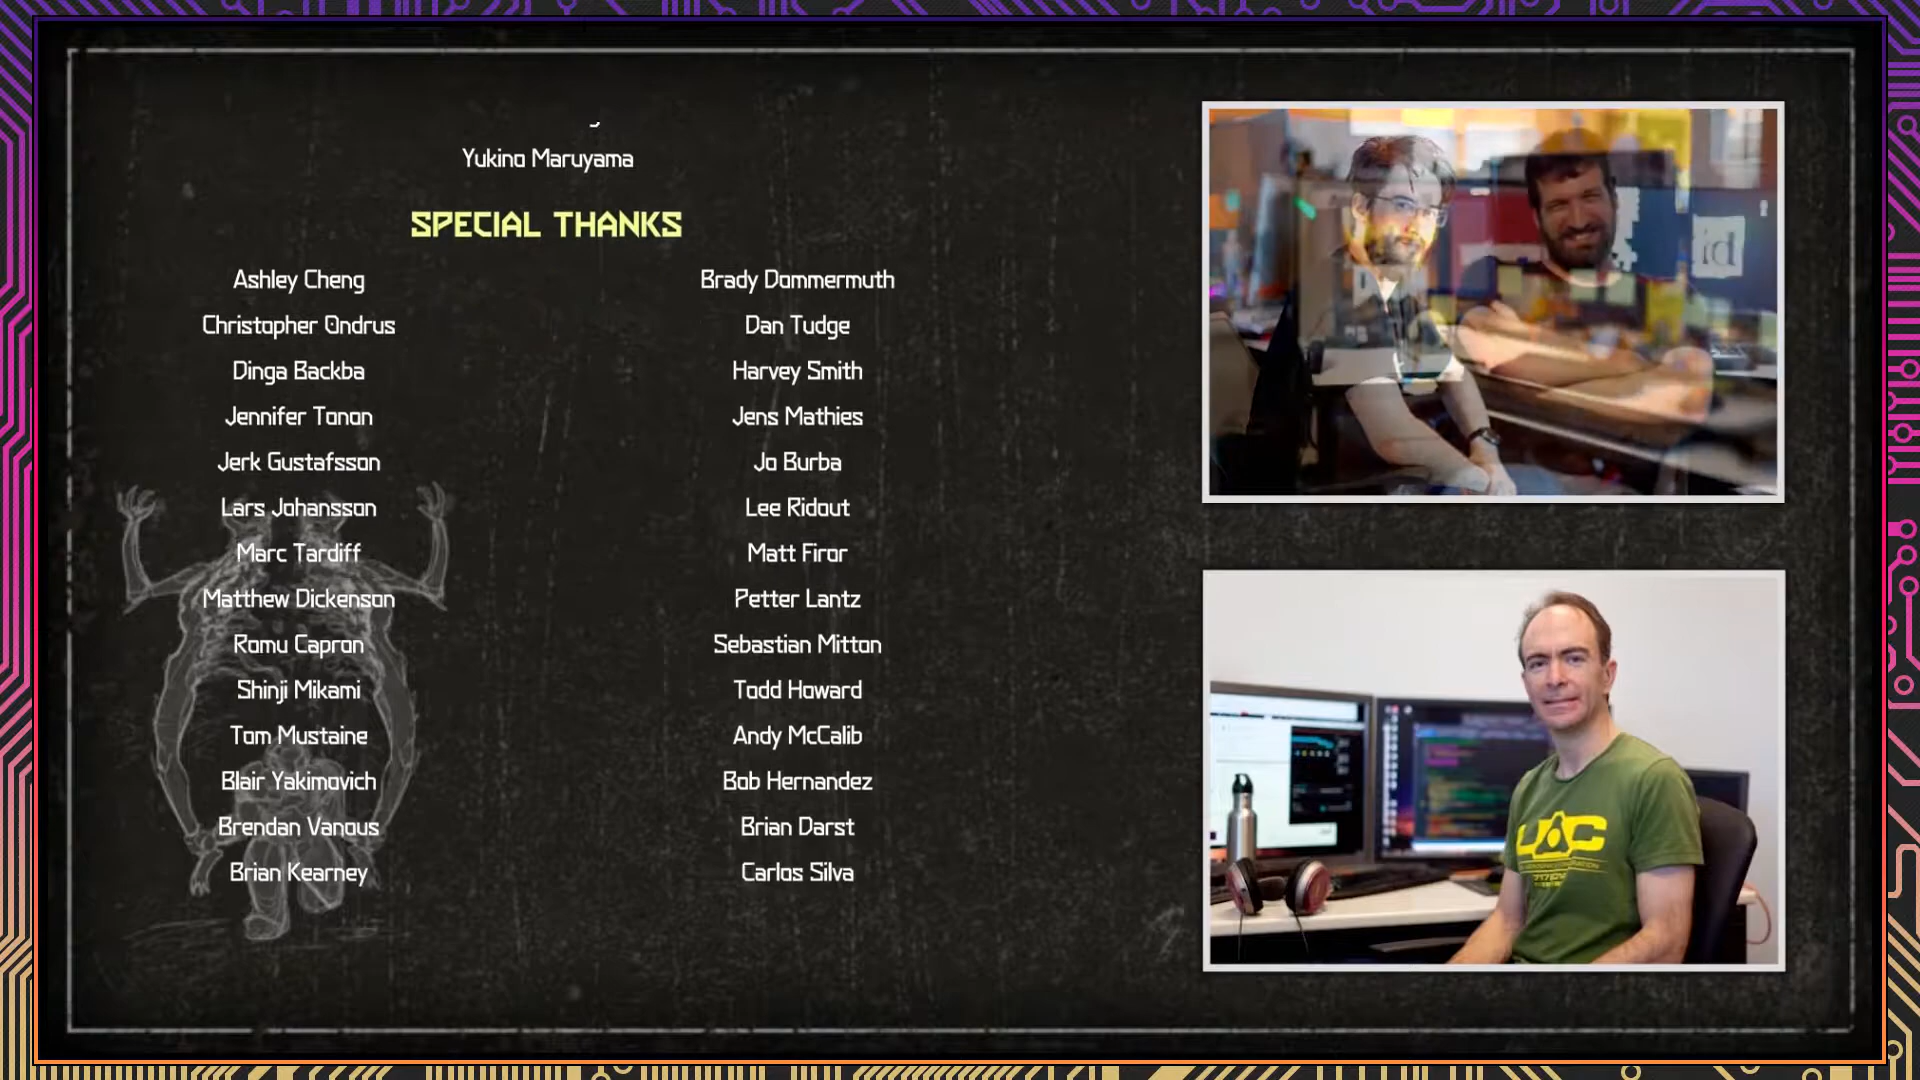 Yukino Maruyama
SPECIAL THANKS
Ashley Cheng
Brady Dommermuth
Christopher Ondrus
Dan Tudge
Dinga Backba
Harvey Smith
Jennifer Tonon
Jens Mathies
Jerk Gustafsson
Jo Burba
Lars Johansson
Lee Ridout
Marc Tardiff
Matt Firor
Matthew Dickenson
Petter Lantz
Romu Capron
Sebastian Mitton
Shinji Mikami
Todd Howard
Tom Mustaine
Andy McCalib
Blair Yakimovich
Bob Hernandez
Brendan Vanous
Brian Darst
Brian Kearney
Carlos Silva
id
UAC